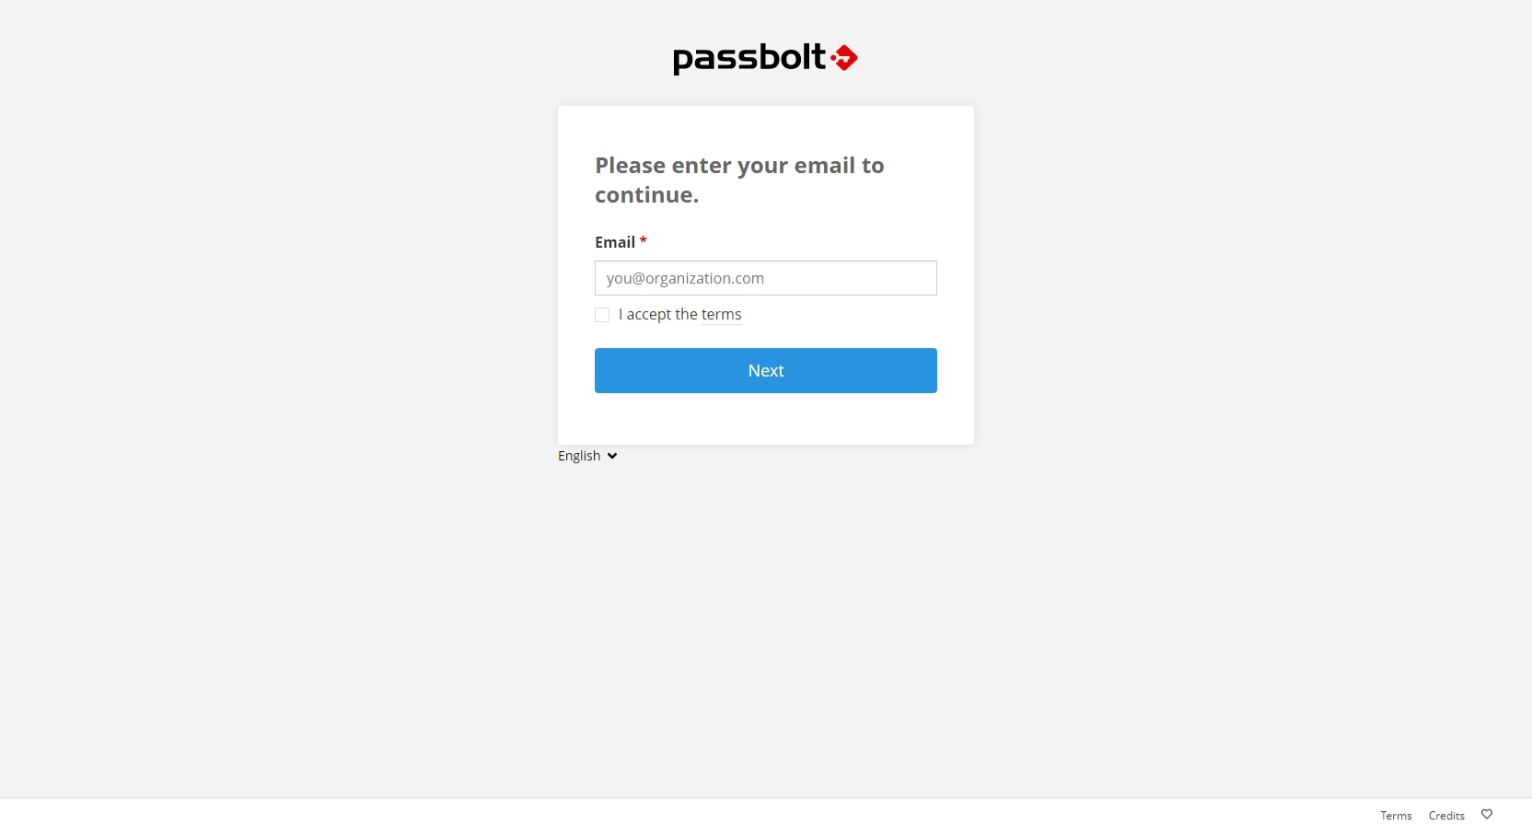 passbolt
Please enter your email to
continue.
Email *
you@organization.com
I accept the terms
Next
English
Terms Credits